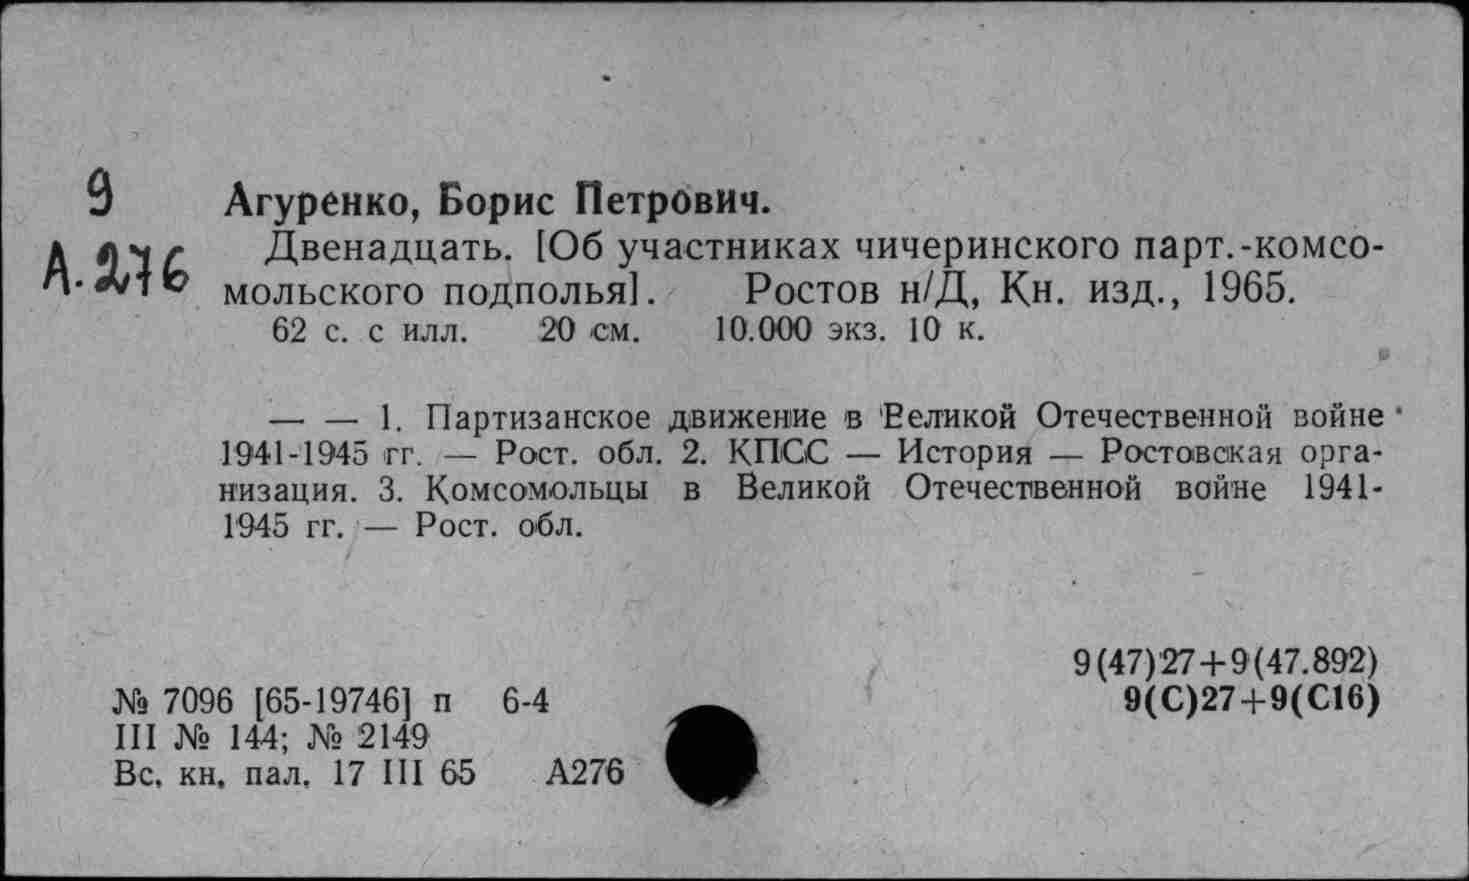 9 Агуренко, Борис Петрович.
А.276 Двенадцать. [Об участниках чичеринского парт.-комсо-
мольского подполья]. Ростов н/Д, Кн. изд., 1965.
62 с. с илл. 20 см. 10.000 экз. 10 к.
— — 1. Партизанское движение в Великой Отечественной войне
1941-1945 гг. — Рост. обл. 2. КПСС — История — Ростовская орга-
низация. 3. Комсомольцы в Великой Отечественной войне 1941-
1945 гг. — Рост. обл.
9(47)27+9(47.892)
№ 7096 [65-19746] п 6-4 9(С)27+9(С16)
III № 144; № 2149
Вс. кн. пал. 17 III 65 А276